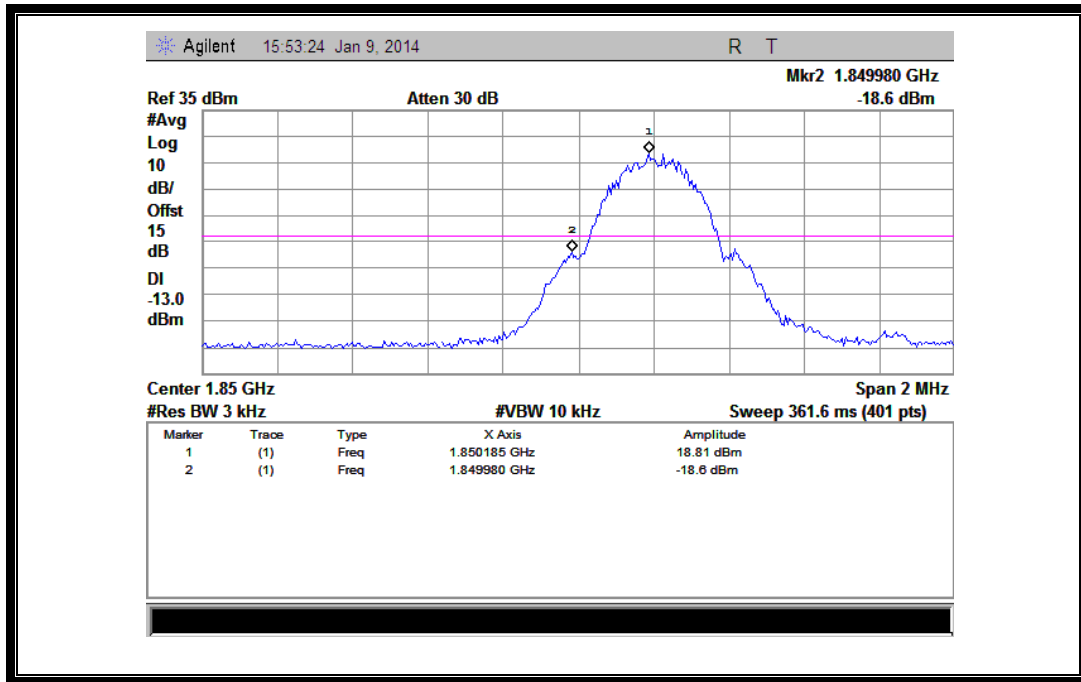 Agilent 15:53:24 Jan 9, 2014 R T
Mkr2 1.849980 GHz
Ref 35 dBm Atten 30 dB -18.6 dBm
#Avg
Log
10
dB/
Offst
15
dB
DI
-13.0
dBm
1
2
Center 1.85 GHz Span 2 MHz
#Res BW 3 kHz #VBW 10 kHz Sweep 361.6 ms (401 pts)
Marker Trace Type X Axis Amplitude
1 (1) Freq 1.850185 GHz 18.81 dBm
2 (1) Freq 1.849980 GHz -18.6 dBm